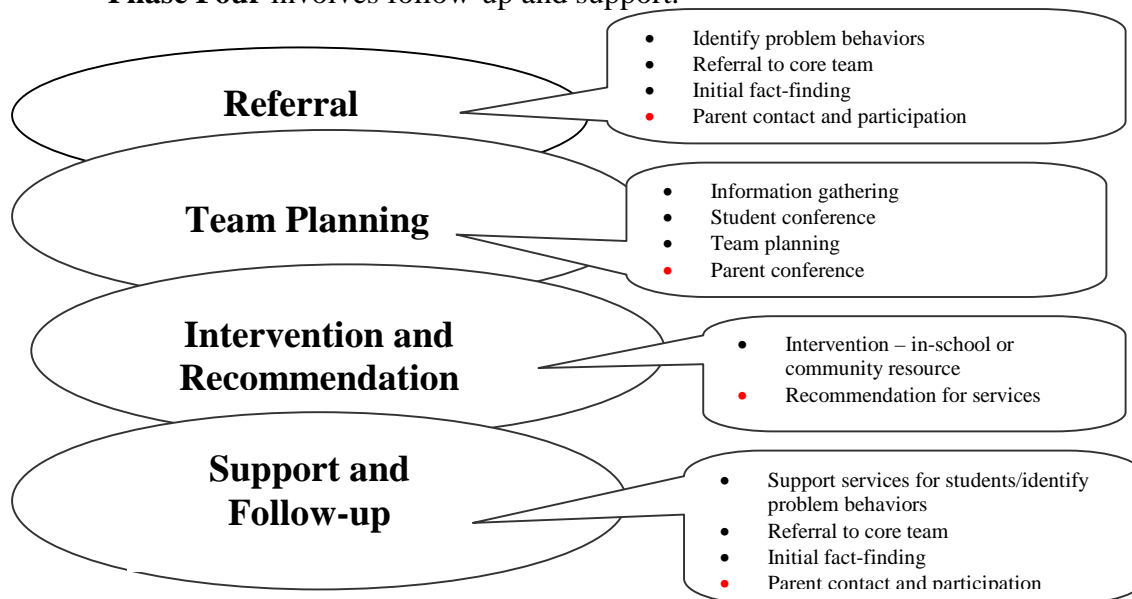 Phase Four involves follow-up and support.
Referral
• Identify problem behaviors
• Referral to core team
• Initial fact-finding
• Parent contact and participation
Team Planning
• Information gathering
• Student conference
• Team planning
• Parent conference
Intervention and
Recommendation
• Intervention – in-school or
community resource
• Recommendation for services
Support and
Follow-up
• Support services for students/identify
problem behaviors
• Referral to core team
• Initial fact-finding
• Parent contact and participation